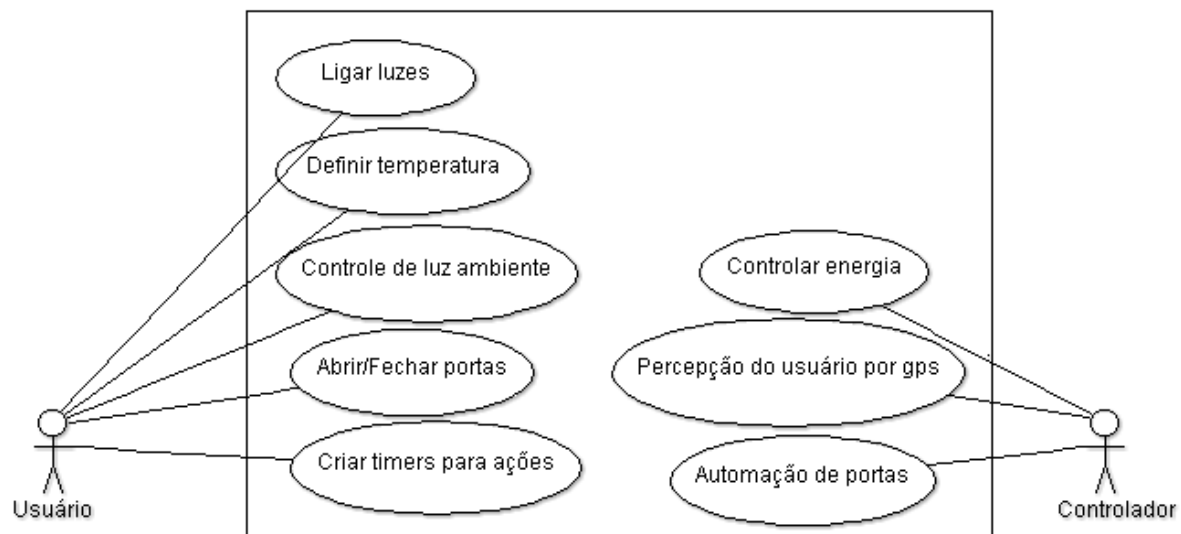 Ligar luzes
Definir temperatura
Controle de luz ambiente
Abrir/Fechar portas
Criar timers para ações
Controlar energia
Percepção do usuário por gps
Automação de portas
Usuário
Controlador